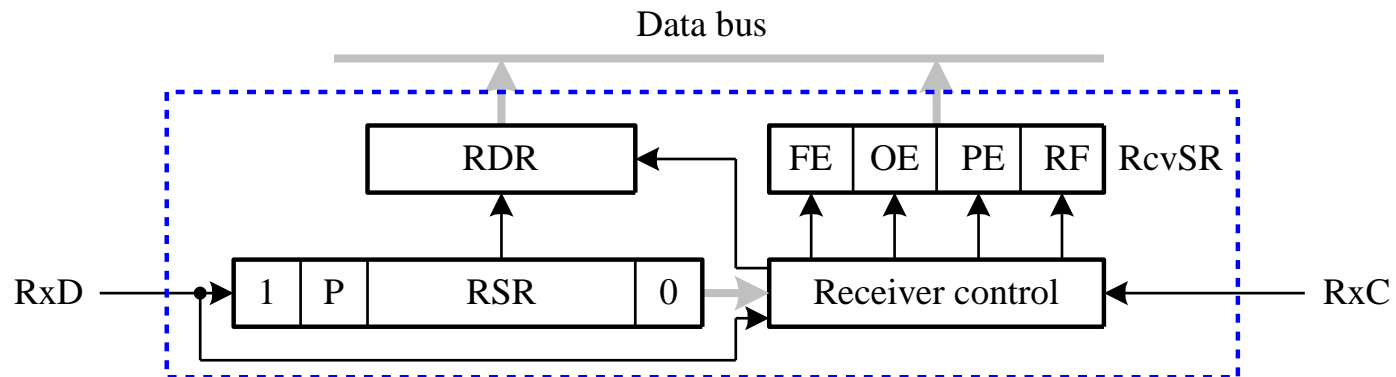 Data bus
RDR
FE OE PE RF RcvSR
RxD 1 P RSR 0 Receiver control RxC